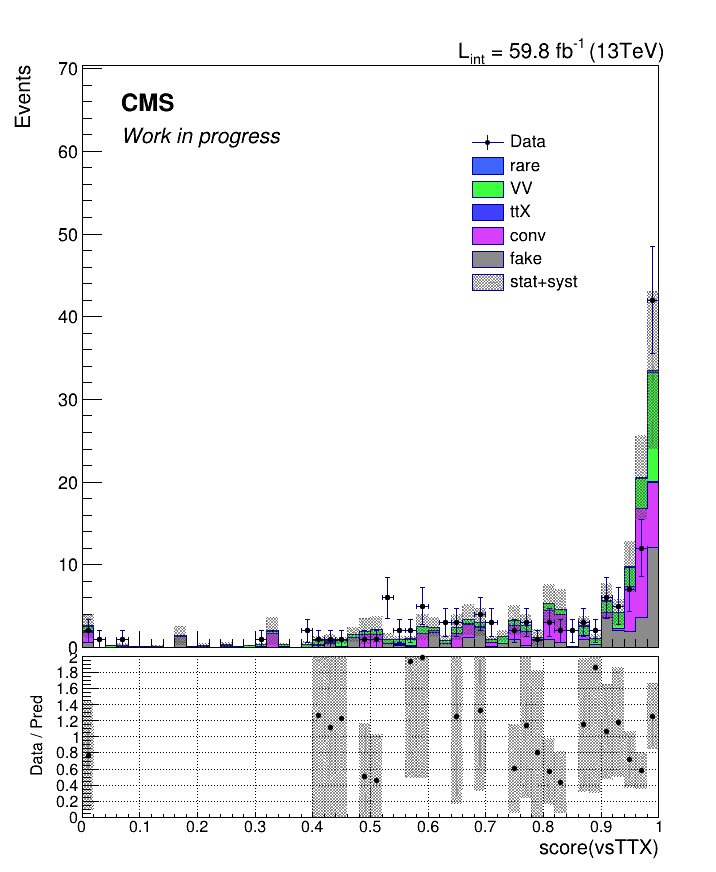 L_int = 59.8 fb⁻¹ (13TeV)
Events
70
60
50
40
30
20
10
0
CMS
Work in progress
Data
rare
VV
ttX
conv
fake
stat+syst
Data / Pred
2
1.8
1.6
1.4
1.2
1
0.8
0.6
0.4
0.2
0
0 0.1 0.2 0.3 0.4 0.5 0.6 0.7 0.8 0.9 1
score(vsTTX)